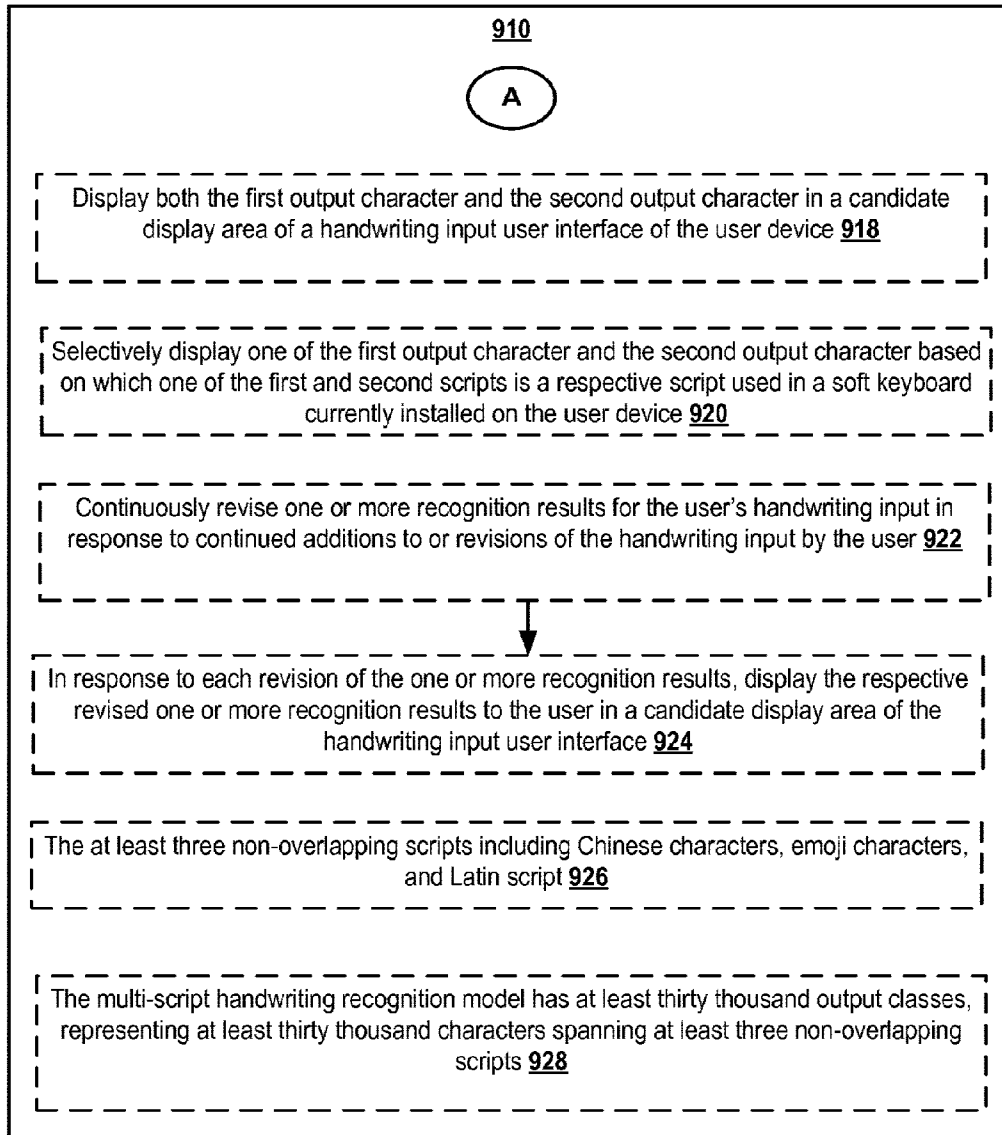 910
A
Display both the first output character and the second output character in a candidate
display area of a handwriting input user interface of the user device 918
Selectively display one of the first output character and the second output character based
on which one of the first and second scripts is a respective script used in a soft keyboard
currently installed on the user device 920
Continuously revise one or more recognition results for the user's handwriting input in
response to continued additions to or revisions of the handwriting input by the user 922
In response to each revision of the one or more recognition results, display the respective
revised one or more recognition results to the user in a candidate display area of the
handwriting input user interface 924
The at least three non-overlapping scripts including Chinese characters, emoji characters,
and Latin script 926
The multi-script handwriting recognition model has at least thirty thousand output classes,
representing at least thirty thousand characters spanning at least three non-overlapping
scripts 928